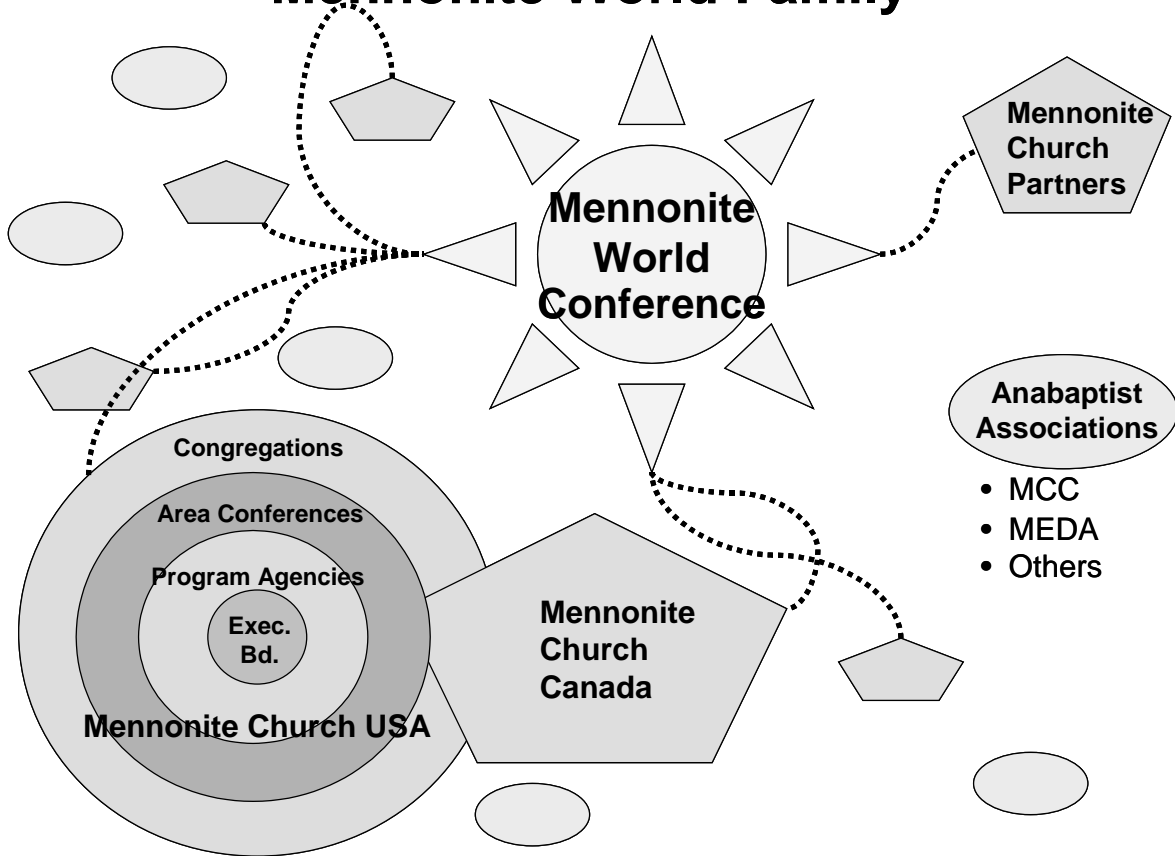 Mennonite World Family
Mennonite
World
Conference
Mennonite
Church
Partners
Anabaptist
Associations
• MCC
• MEDA
• Others
Congregations
Area Conferences
Program Agencies
Exec.
Bd.
Mennonite Church USA
Mennonite
Church
Canada